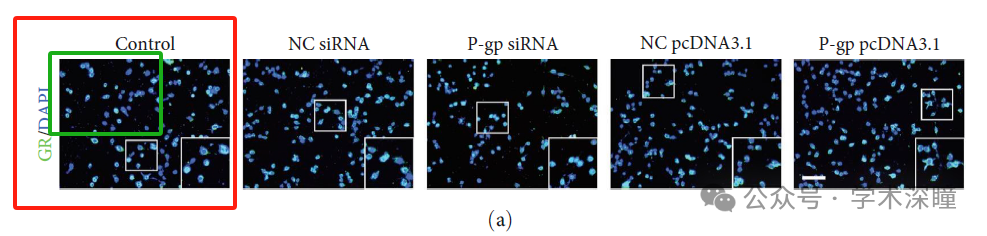 Control
NC siRNA
P-gp siRNA
NC pcDNA3.1
P-gp pcDNA3.1
GR/DAPI
公众号 · 学术深瞳
(a)